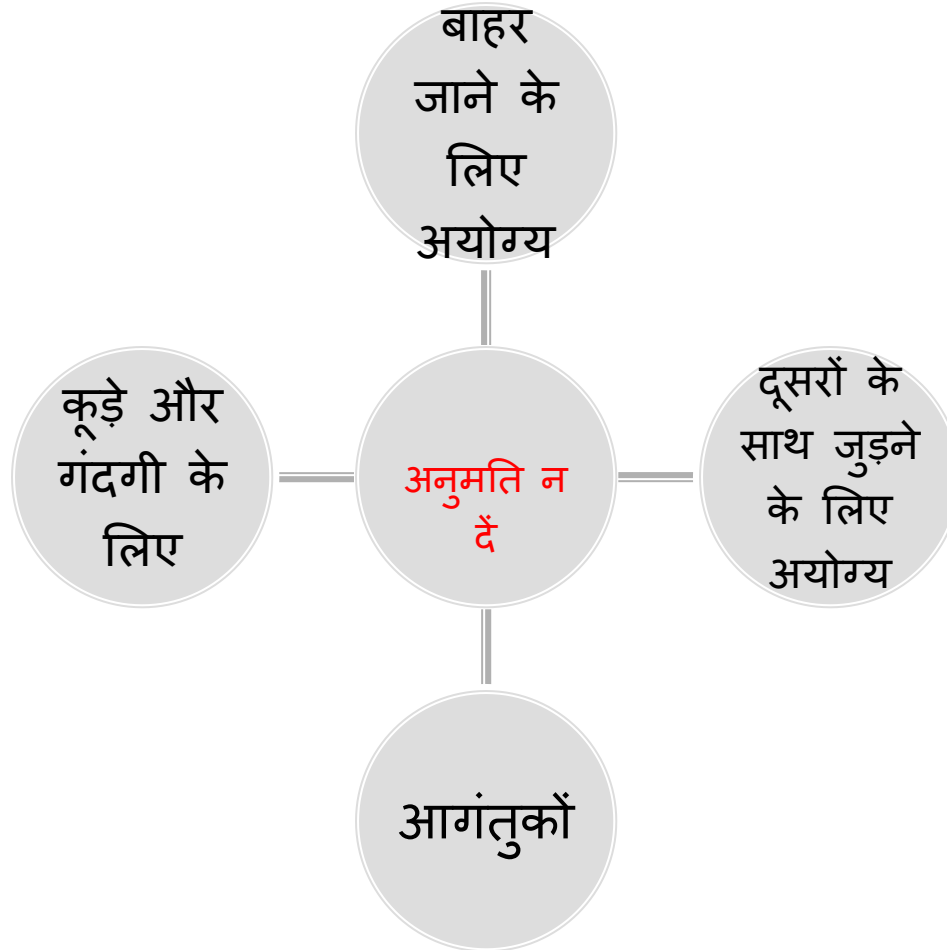 बाहर
जाने के
लिए
अयोग्य
कूड़े और
गंदगी के
लिए
अनुमति न
दें
दूसरों के
साथ जुड़ने
के लिए
अयोग्य
आगंतुकों